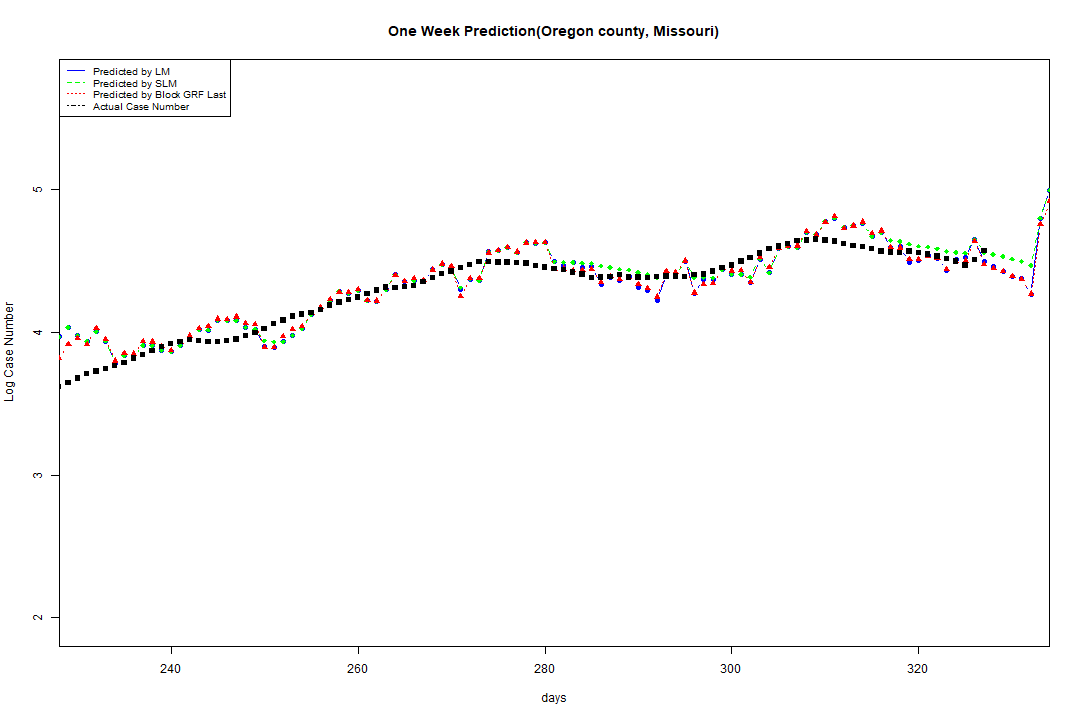 One Week Prediction(Oregon county, Missouri)
Predicted by LM
Predicted by SLM
Predicted by Block GRF Last
Actual Case Number
5
4
3
2
Log Case Number
240 260 280 300 320
days